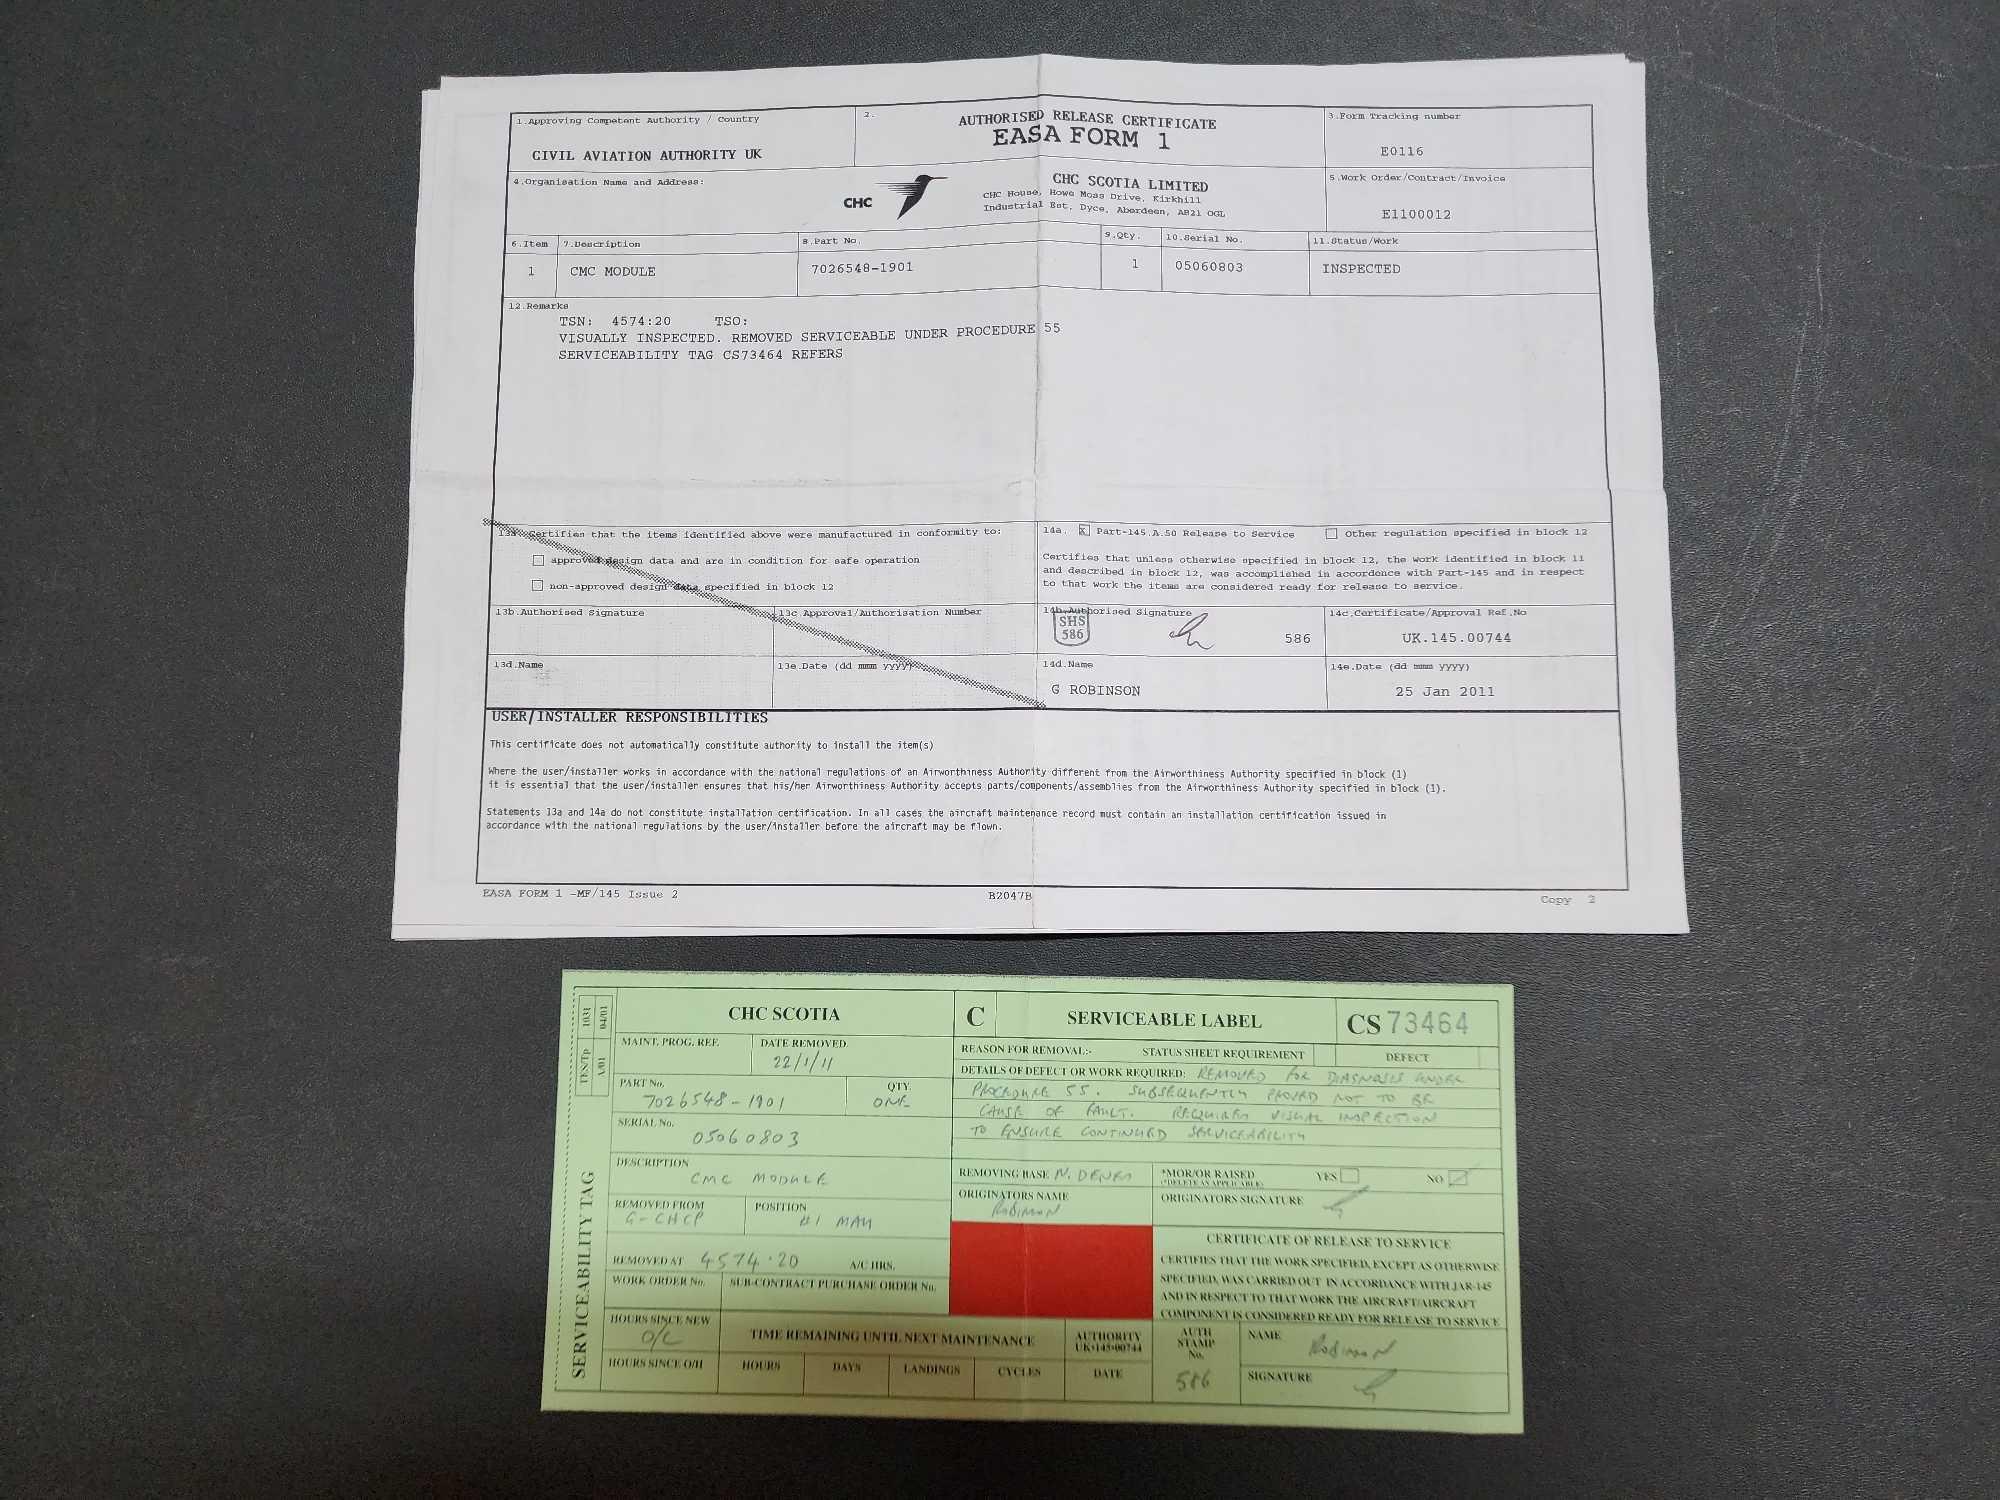 1.Approving Competent Authority / Country
CIVIL AVIATION AUTHORITY UK
2.
AUTHORISED RELEASE CERTIFICATE
EASA FORM 1
3.Form Tracking number
E0116
4.Organisation Name and Address:
CHC
CHC SCOTIA LIMITED
CHC House, Howe Moss Drive, Kirkhill
Industrial Est, Dyce, Aberdeen, AB21 OGL
5.Work Order/Contract/Invoice
E1100012
6.Item 7.Description 8.Part No. 9.Qty. 10.Serial No. 11.Status/Work
1 CMC MODULE 7026548-1901 1 05060803 INSPECTED
12.Remarks
TSN: 4574:20 TSO:
VISUALLY INSPECTED. REMOVED SERVICEABLE UNDER PROCEDURE 55
SERVICEABILITY TAG CS73464 REFERS
13a Certifies that the items identified above were manufactured in conformity to:
approved design data and are in condition for safe operation
non-approved design data specified in block 12
14a. X Part-145.A.50 Release to Service Other regulation specified in block 12
Certifies that unless otherwise specified in block 12, the work identified in block 11
and described in block 12, was accomplished in accordance with Part-145 and in respect
to that work the items are considered ready for release to service.
13b.Authorised Signature 13c.Approval/Authorisation Number
14b.Authorised Signature
SHS
586
586
14c.Certificate/Approval Ref.No
UK.145.00744
13d.Name 13e.Date (dd mmm yyyy)
14d.Name
G ROBINSON
14e.Date (dd mmm yyyy)
25 Jan 2011
USER/INSTALLER RESPONSIBILITIES
This certificate does not automatically constitute authority to install the item(s)
Where the user/installer works in accordance with the national regulations of an Airworthiness Authority different from the Airworthiness Authority specified in block (1)
it is essential that the user/installer ensures that his/her Airworthiness Authority accepts parts/components/assemblies from the Airworthiness Authority specified in block (1).
Statements 13a and 14a do not constitute installation certification. In all cases the aircraft maintenance record must contain an installation certification issued in
accordance with the national regulations by the user/installer before the aircraft may be flown.
EASA FORM 1 -MF/145 Issue 2 B2047B Copy 2
SERVICEABILITY TAG
TES/Tp 1031
A/01 04/01
CHC SCOTIA
MAINT. PROG. REF. DATE REMOVED
22/1/11
PART No. QTY.
7026548-1901 ONE
SERIAL No.
05060803
DESCRIPTION
CMC MODULE
REMOVED FROM POSITION
G-CHCP #1 MAU
REMOVED AT 4574.20 A/C HRS.
WORK ORDER No. SUB-CONTRACT PURCHASE ORDER No.
HOURS SINCE NEW
O/C
HOURS SINCE O/H
TIME REMAINING UNTIL NEXT MAINTENANCE
HOURS DAYS LANDINGS CYCLES
C SERVICEABLE LABEL CS 73464
REASON FOR REMOVAL:- STATUS SHEET REQUIREMENT DEFECT
DETAILS OF DEFECT OR WORK REQUIRED: REMOVED FOR DIAGNOSIS UNDER
PROCEDURE 55. SUBSEQUENTLY PROVED NOT TO BE
CAUSE OF FAULT. REQUIRES VISUAL INSPECTION
TO ENSURE CONTINUED SERVICEABILITY
REMOVING BASE N. DENES
*MOR/OR RAISED YES NO
(*DELETE AS APPLICABLE)
ORIGINATORS NAME
Robinson
ORIGINATORS SIGNATURE
CERTIFICATE OF RELEASE TO SERVICE
CERTIFIES THAT THE WORK SPECIFIED, EXCEPT AS OTHERWISE
SPECIFIED, WAS CARRIED OUT IN ACCORDANCE WITH JAR-145
AND IN RESPECT TO THAT WORK THE AIRCRAFT/AIRCRAFT
COMPONENT IS CONSIDERED READY FOR RELEASE TO SERVICE
AUTHORITY
UK·145·00744
DATE
AUTH
STAMP
No.
586
NAME
Robinson
SIGNATURE